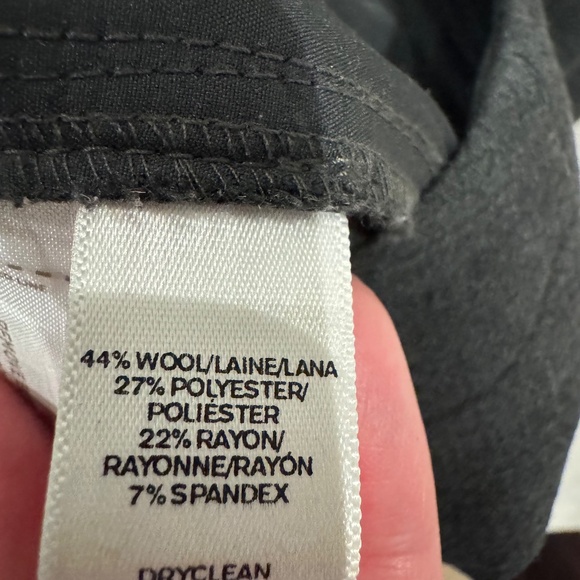 44% WOOL/LAINE/LANA
27% POLYESTER/
POLIÉSTER
22% RAYON/
RAYONNE/RAYÓN
7% SPANDEX
DRYCLEAN